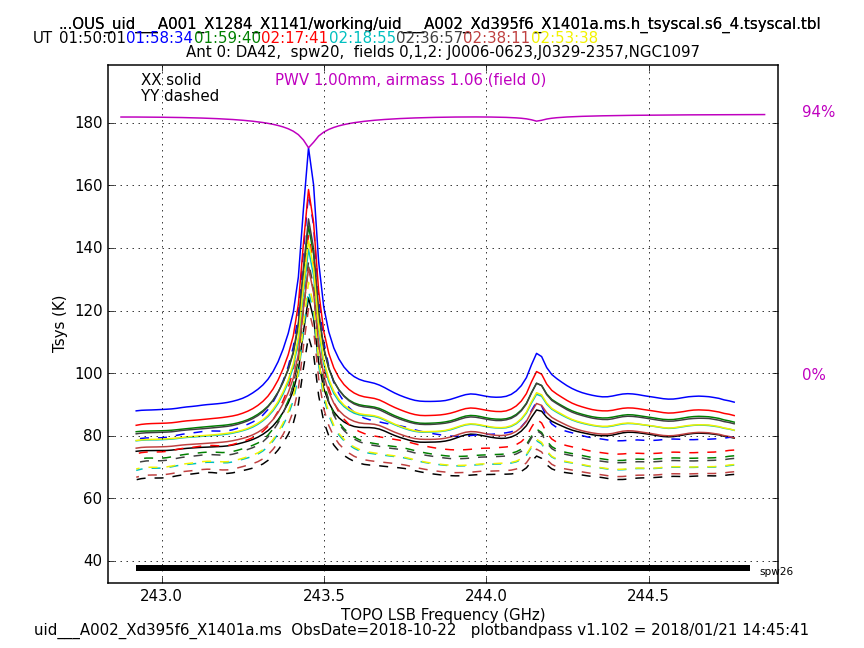 ...OUS_uid___A001_X1284_X1141/working/uid___A002_Xd395f6_X1401a.ms.h_tsyscal.s6_4.tsyscal.tbl
UT 01:50:01 01:58:34 01:59:40 02:17:41 02:18:55 02:36:57 02:38:11 02:53:38
Ant 0: DA42,  spw20,  fields 0,1,2: J0006-0623,J0329-2357,NGC1097
XX solid
PWV 1.00mm, airmass 1.06 (field 0)
YY dashed
94%
180
160
140
120
100
80
60
40
0%
Tsys (K)
spw26
243.0 243.5 244.0 244.5
TOPO LSB Frequency (GHz)
uid___A002_Xd395f6_X1401a.ms  ObsDate=2018-10-22   plotbandpass v1.102 = 2018/01/21 14:45:41